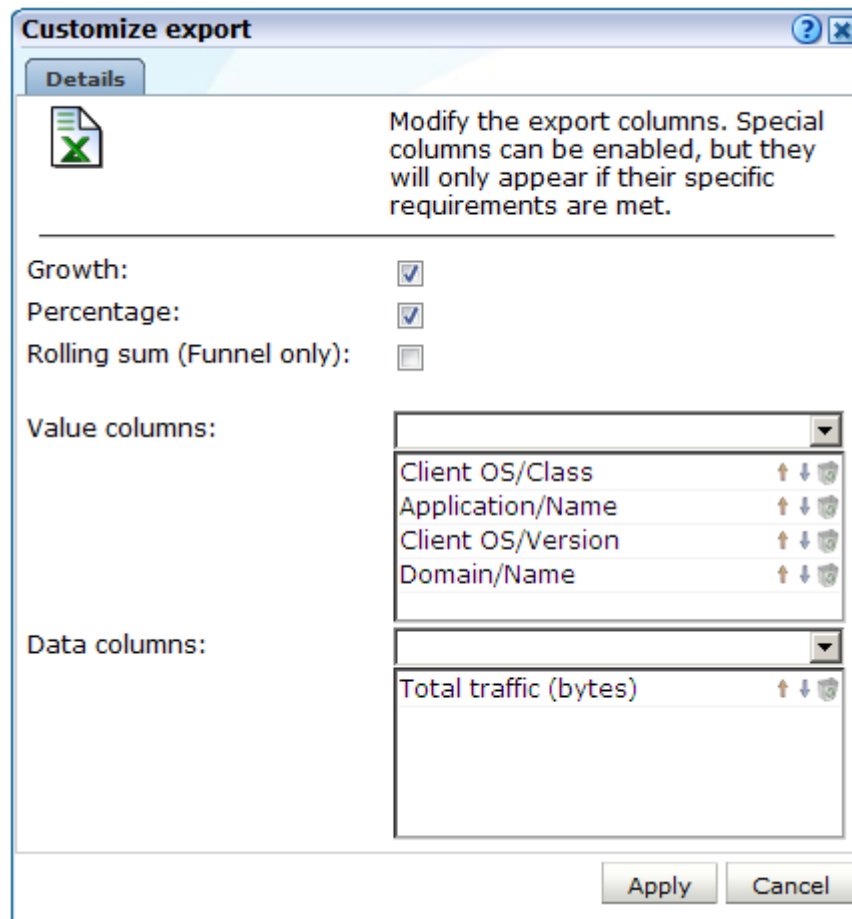 Customize export
Details
Modify the export columns. Special
columns can be enabled, but they
will only appear if their specific
requirements are met.
Growth:
Percentage:
Rolling sum (Funnel only):
Value columns:
Client OS/Class
Application/Name
Client OS/Version
Domain/Name
Data columns:
Total traffic (bytes)
Apply Cancel